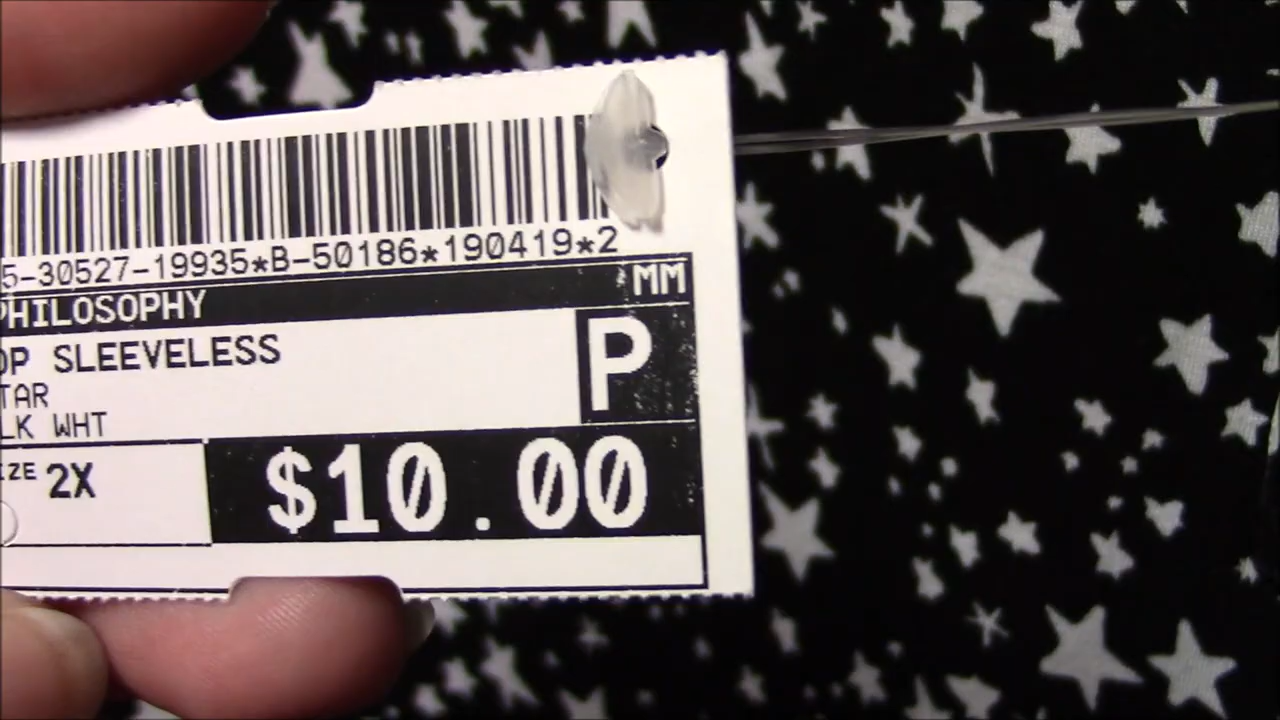 5-30527-19935*B-50186*190419*2
MM
PHILOSOPHY
OP SLEEVELESS
P
TAR
LK WHT
IZE 2X
$10.00